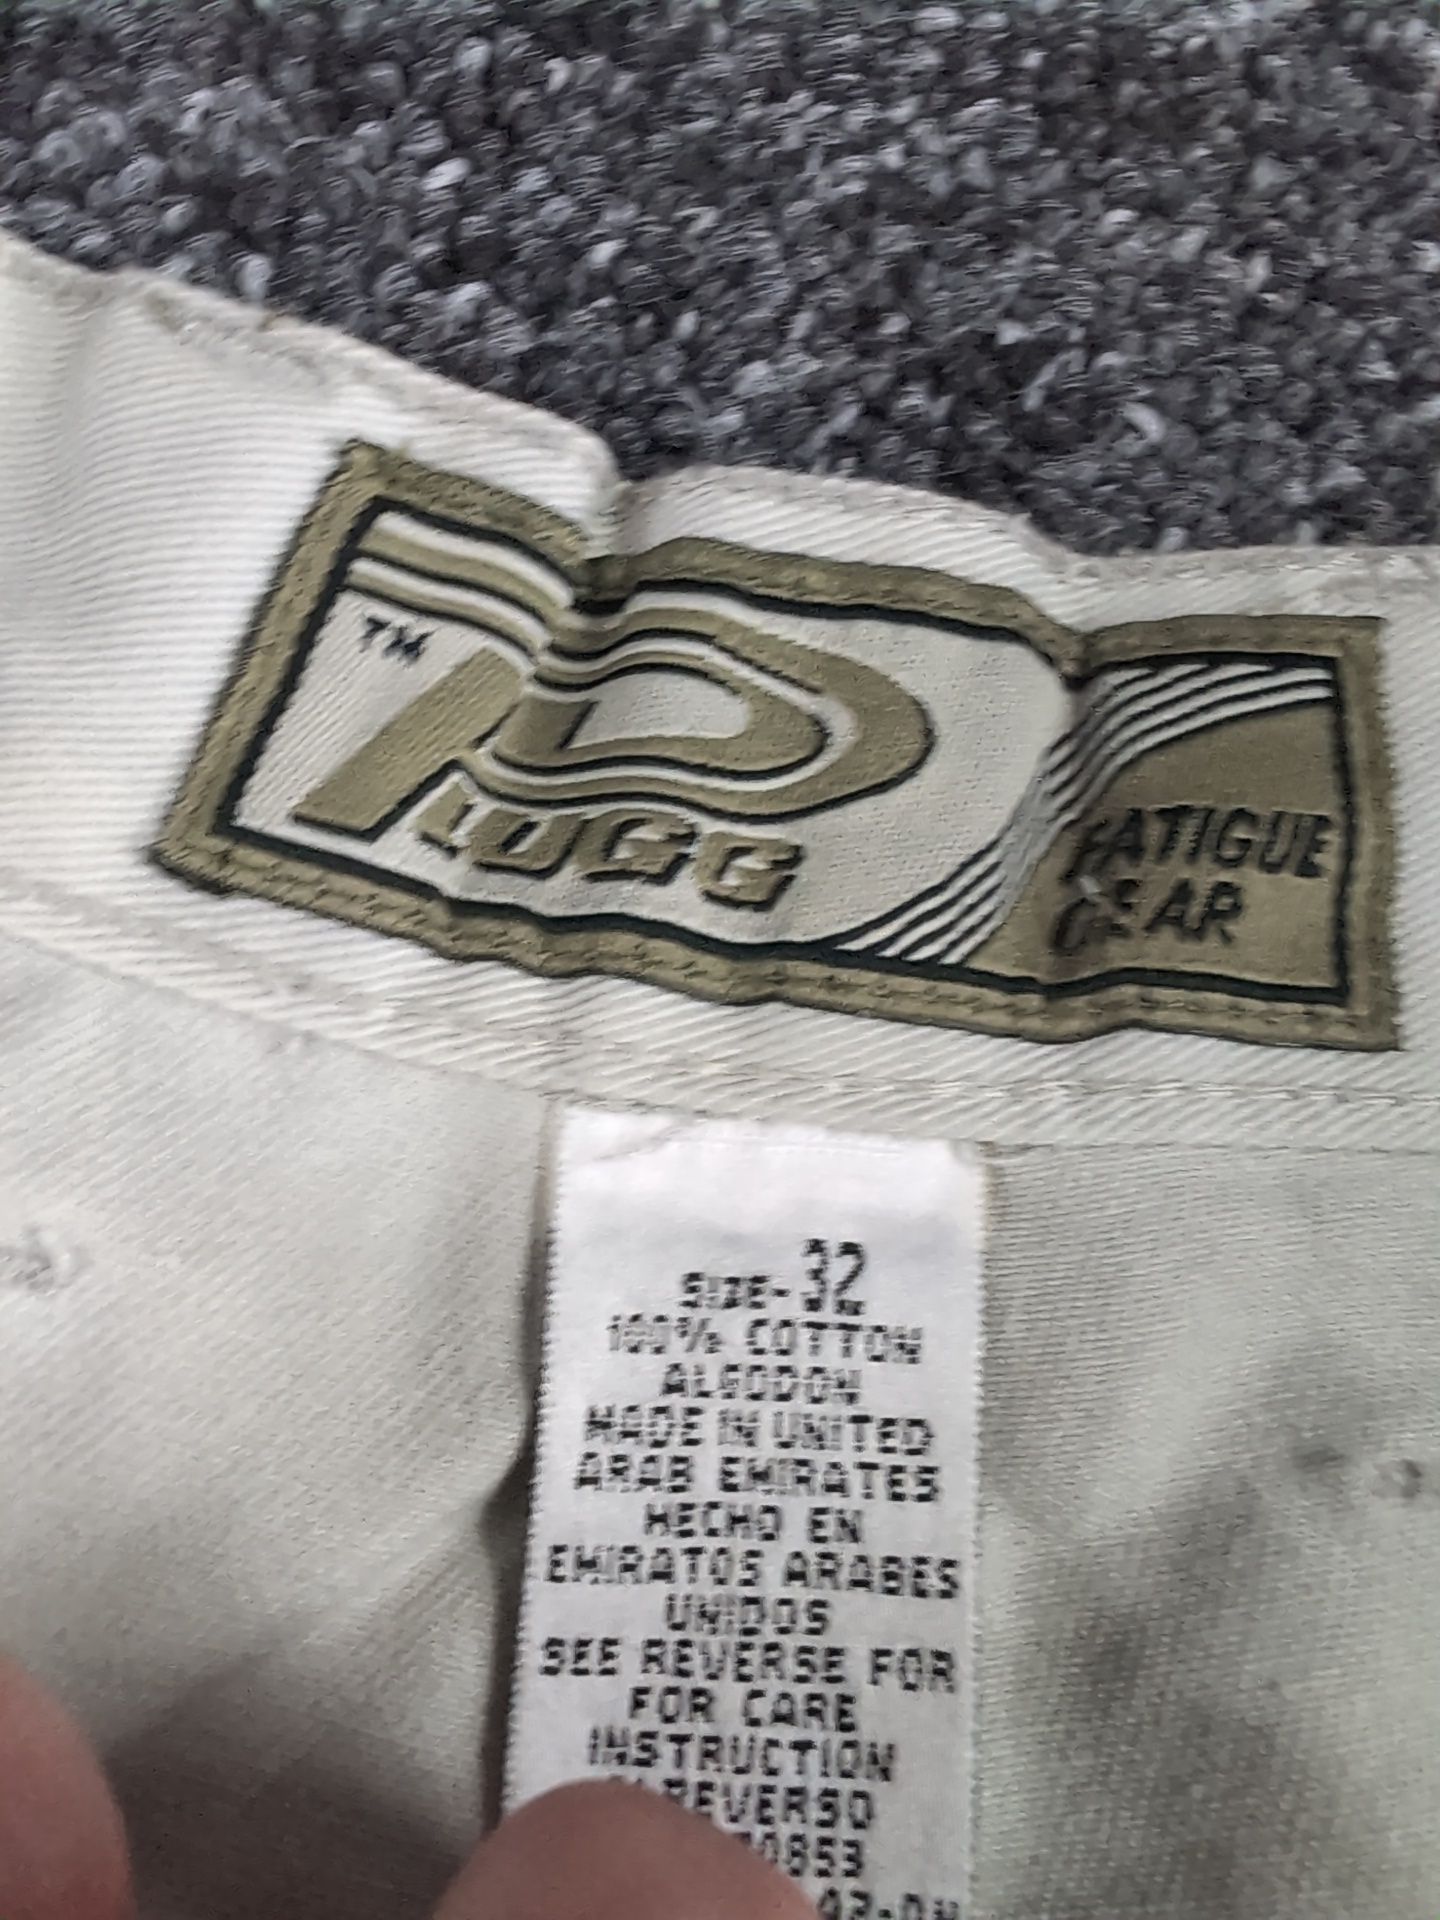 TM
PLUGG
FATIGUE
GEAR
SIZE- 32
100% COTTON
ALGODON
MADE IN UNITED
ARAB EMIRATES
HECHO EN
EMIRATOS ARABES
UNIDOS
SEE REVERSE FOR
FOR CARE
INSTRUCTION
REVERSO